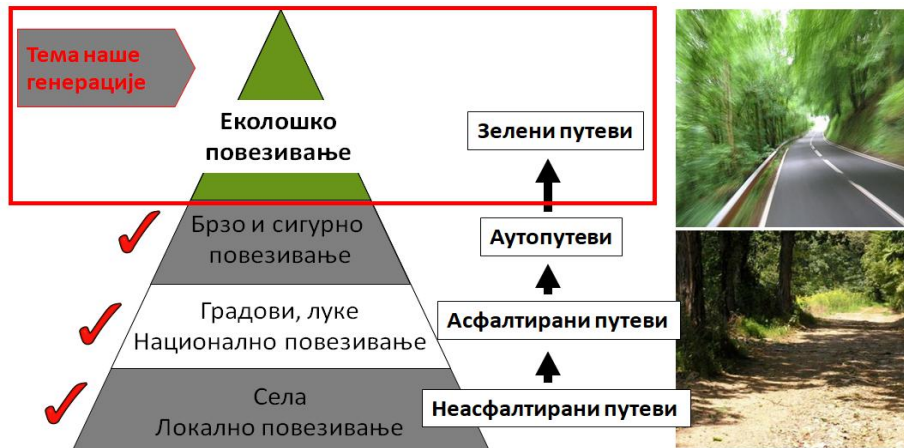 Тема наше
генерације
Еколошко
повезивање
Зелени путеви
Брзо и сигурно
повезивање
Аутопутеви
Градови, луке
Национално повезивање
Асфалтирани путеви
Села
Локално повезивање
Неасфалтирани путеви